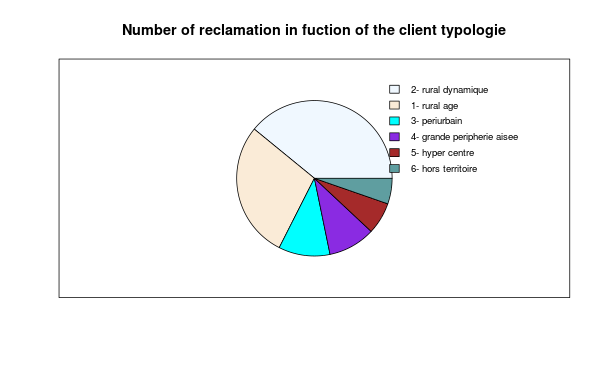 Number of reclamation in fuction of the client typologie
2- rural dynamique
1- rural age
3- periurbain
4- grande peripherie aisee
5- hyper centre
6- hors territoire